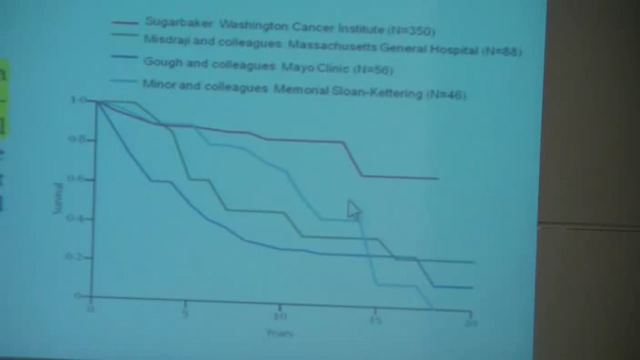 Sugarbaker Washington Cancer Institute (N=350)
Misdraji and colleagues Massachusetts General Hospital (N=88)
Gough and colleagues Mayo Clinic (N=56)
Minor and colleagues Memorial Sloan-Kettering (N=46)
1·0
0·8
0·6
Survival
0·4
0·2
0
0 5 10 15 20
Years